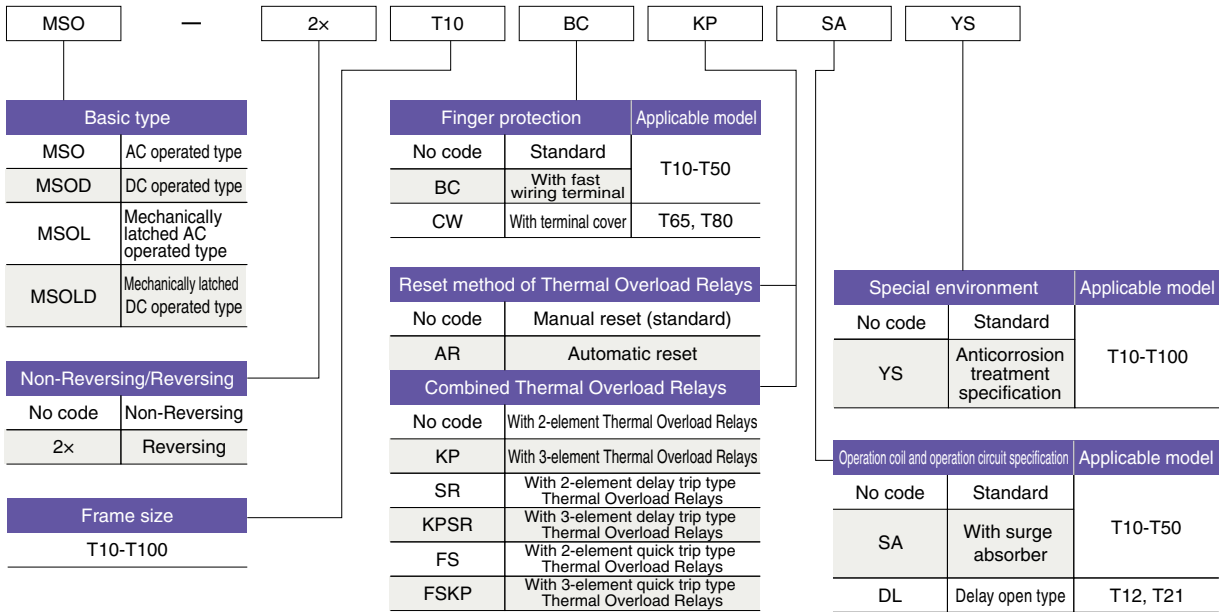 MSO — 2× T10 BC KP SA YS
Basic type
MSO AC operated type
MSOD DC operated type
MSOL Mechanically
latched AC
operated type
MSOLD Mechanically latched
DC operated type
Non-Reversing/Reversing
No code Non-Reversing
2× Reversing
Frame size
T10-T100
Finger protection Applicable model
No code Standard
T10-T50
BC With fast
wiring terminal
CW With terminal cover T65, T80
Reset method of Thermal Overload Relays
No code Manual reset (standard)
AR Automatic reset
Combined Thermal Overload Relays
No code With 2-element Thermal Overload Relays
KP With 3-element Thermal Overload Relays
SR With 2-element delay trip type
Thermal Overload Relays
KPSR With 3-element delay trip type
Thermal Overload Relays
FS With 2-element quick trip type
Thermal Overload Relays
FSKP With 3-element quick trip type
Thermal Overload Relays
Special environment Applicable model
No code Standard
T10-T100
YS Anticorrosion
treatment
specification
Operation coil and operation circuit specification Applicable model
No code Standard
T10-T50
SA With surge
absorber
DL Delay open type T12, T21